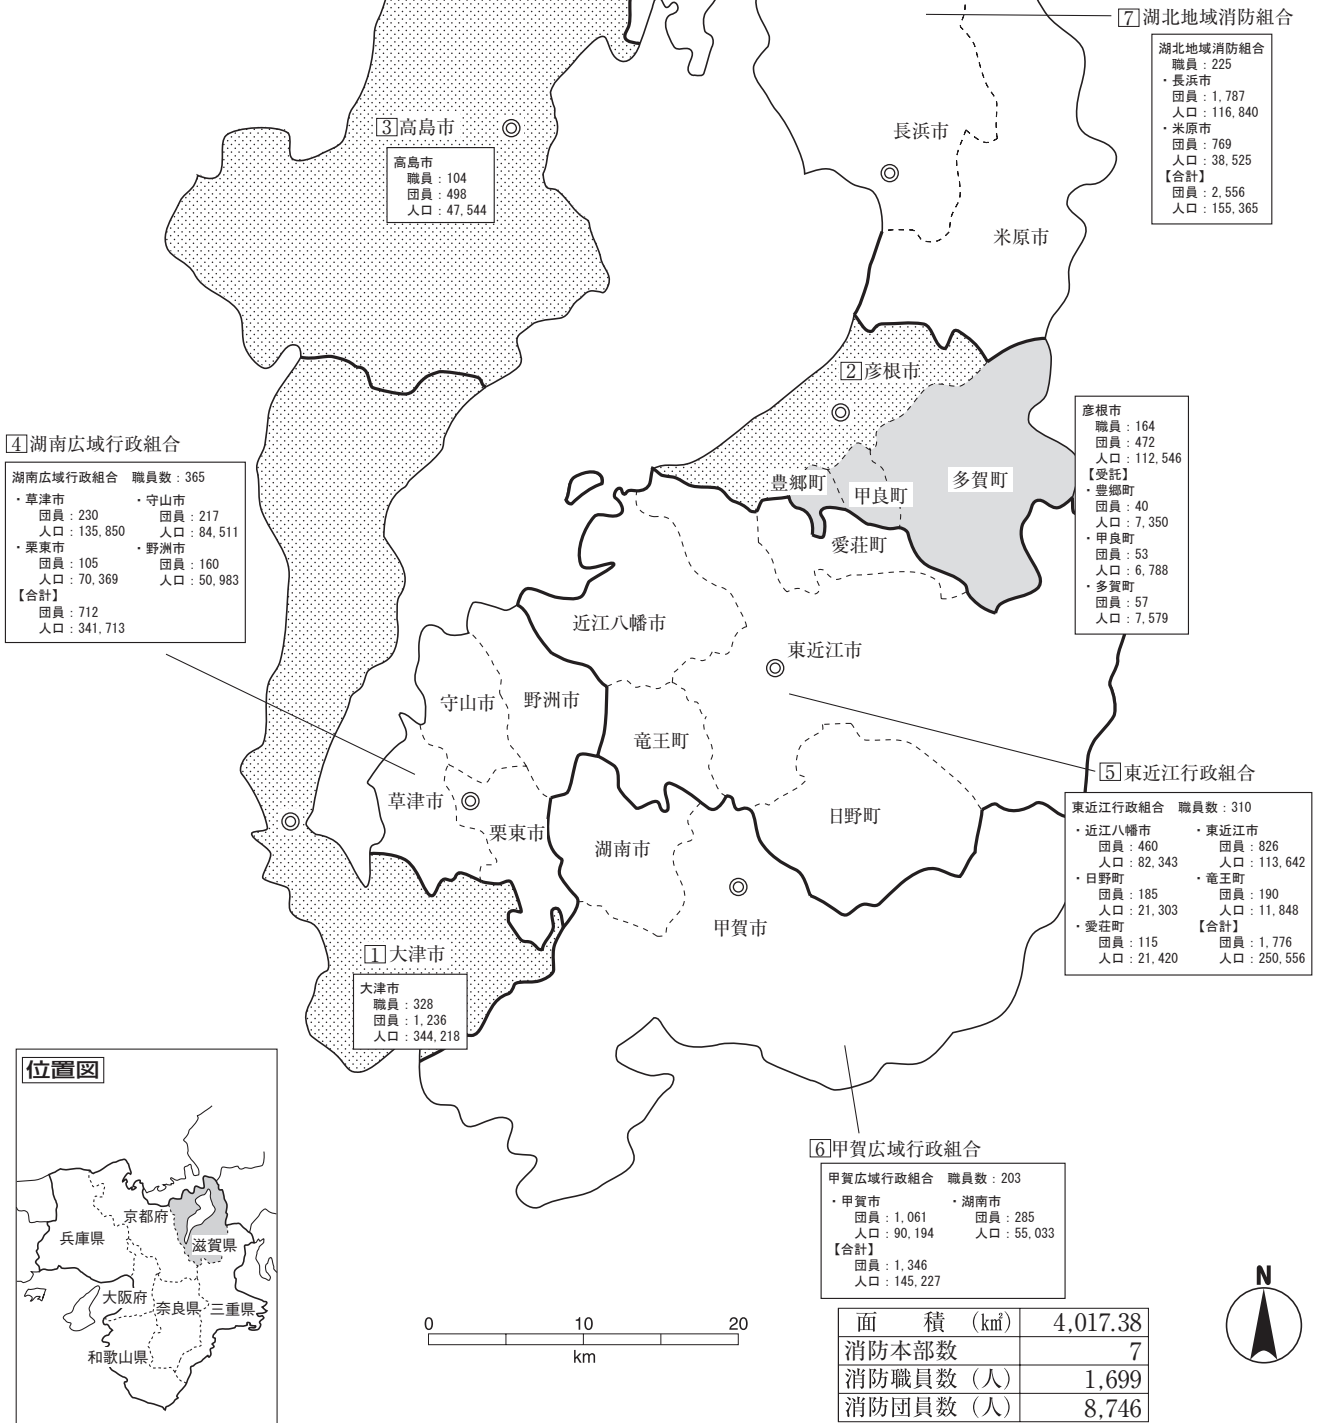 7 湖北地域消防組合
湖北地域消防組合
職員：225
・長浜市
団員：1,787
人口：116,840
・米原市
団員：769
人口：38,525
【合計】
団員：2,556
人口：155,365
3 高島市
高島市
職員：104
団員：498
人口：47,544
長浜市
米原市
2 彦根市
彦根市
職員：164
団員：472
人口：112,546
【受託】
・豊郷町
団員：40
人口：7,350
・甲良町
団員：53
人口：6,788
・多賀町
団員：57
人口：7,579
豊郷町
甲良町
多賀町
愛荘町
4 湖南広域行政組合
湖南広域行政組合　職員数：365
・草津市
団員：230
人口：135,850
・守山市
団員：217
人口：84,511
・栗東市
団員：105
人口：70,369
・野洲市
団員：160
人口：50,983
【合計】
団員：712
人口：341,713
近江八幡市
東近江市
守山市
野洲市
竜王町
草津市
栗東市
湖南市
日野町
甲賀市
5 東近江行政組合
東近江行政組合　職員数：310
・近江八幡市
団員：460
人口：82,343
・東近江市
団員：826
人口：113,642
・日野町
団員：185
人口：21,303
・竜王町
団員：190
人口：11,848
・愛荘町
団員：115
人口：21,420
【合計】
団員：1,776
人口：250,556
1 大津市
大津市
職員：328
団員：1,236
人口：344,218
6 甲賀広域行政組合
甲賀広域行政組合　職員数：203
・甲賀市
団員：1,061
人口：90,194
・湖南市
団員：285
人口：55,033
【合計】
団員：1,346
人口：145,227
位置図
京都府
兵庫県
滋賀県
大阪府
奈良県
三重県
和歌山県
0 10 20
km
N
面　積（㎢） 4,017.38
消防本部数 7
消防職員数（人） 1,699
消防団員数（人） 8,746